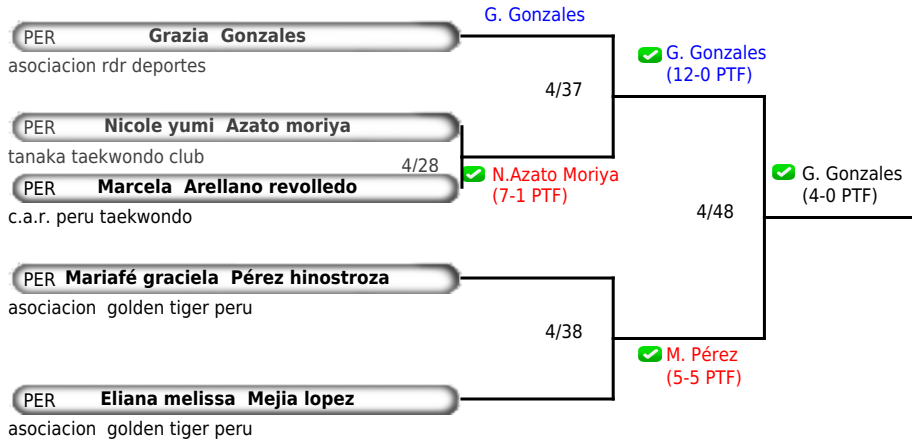 G. Gonzales
PER Grazia Gonzales
asociacion rdr deportes
G. Gonzales
(12-0 PTF)
4/37
PER Nicole yumi Azato moriya
tanaka taekwondo club
4/28
N.Azato Moriya
(7-1 PTF)
PER Marcela Arellano revolledo
c.a.r. peru taekwondo
G. Gonzales
(4-0 PTF)
4/48
PER Mariafé graciela Pérez hinostroza
asociacion golden tiger peru
4/38
M. Pérez
(5-5 PTF)
PER Eliana melissa Mejia lopez
asociacion golden tiger peru